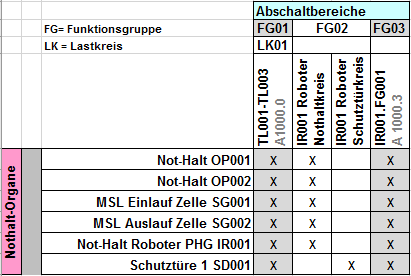 Abschaltbereiche
FG= Funktionsgruppe FG01 FG02 FG03
LK = Lastkreis LK01
TL001-TL003
A1000.0
IR001 Roboter
Nothaltkreis
IR001 Roboter
Schutztürkreis
IR001.FG001
A 1000.3
Nothalt-Organe
Not-Halt OP001 X X X
Not-Halt OP002 X X X
MSL Einlauf Zelle SG001 X X X
MSL Auslauf Zelle SG002 X X X
Not-Halt Roboter PHG IR001 X X X
Schutztüre 1 SD001 X X X